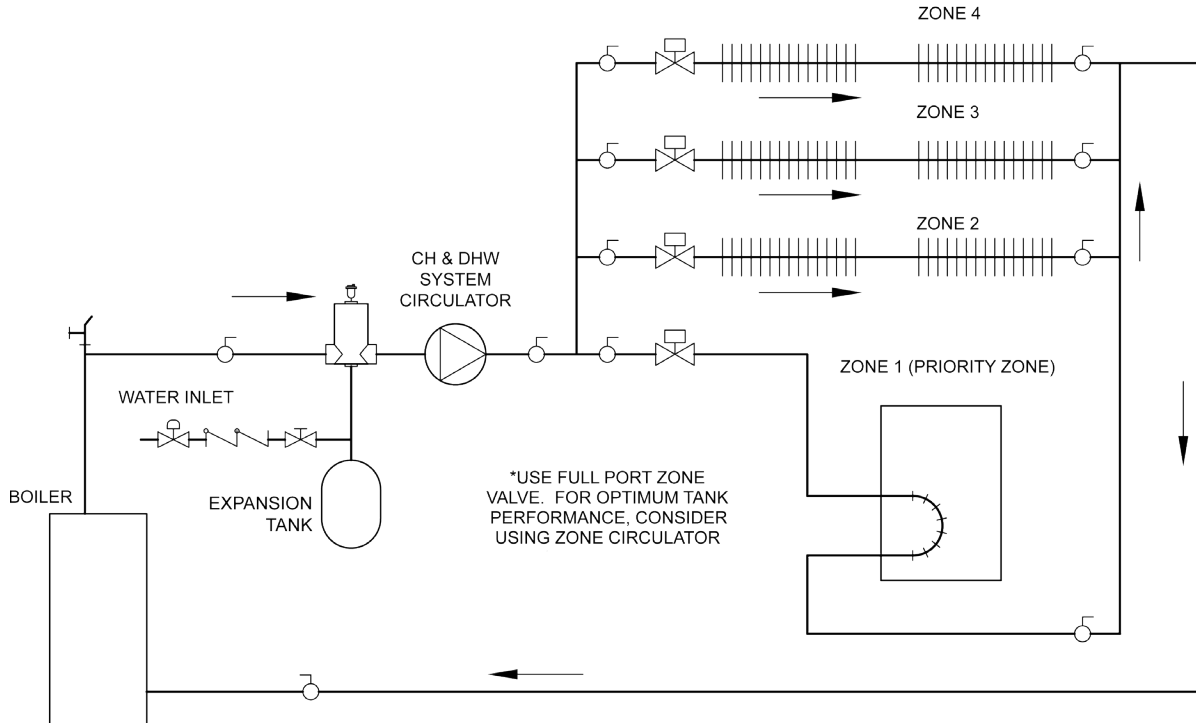 ZONE 4
ZONE 3
ZONE 2
CH & DHW
SYSTEM
CIRCULATOR
ZONE 1 (PRIORITY ZONE)
WATER INLET
BOILER
EXPANSION
TANK
*USE FULL PORT ZONE
VALVE. FOR OPTIMUM TANK
PERFORMANCE, CONSIDER
USING ZONE CIRCULATOR